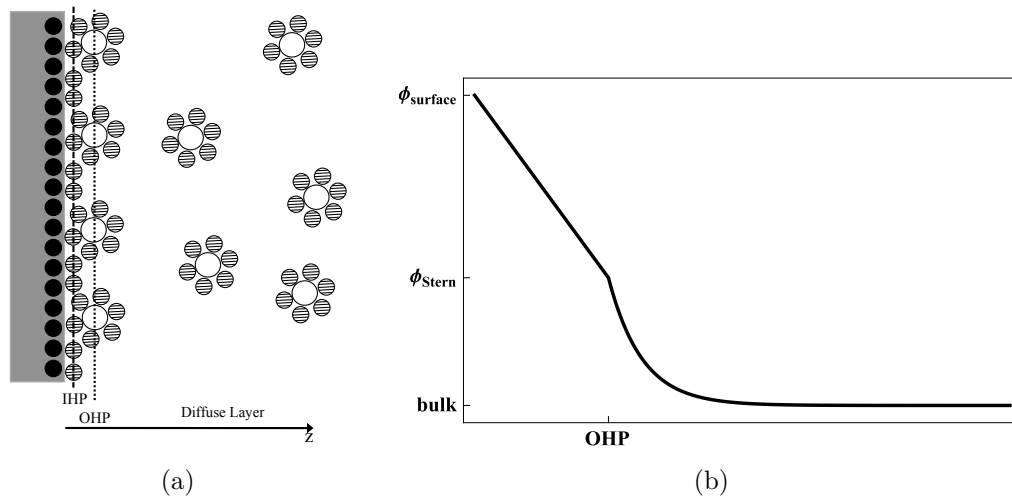 IHP
OHP
Diffuse Layer
z
(a)
ϕsurface
ϕStern
bulk
OHP
(b)